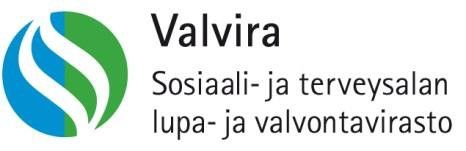 Valvira
Sosiaali- ja terveysalan
lupa- ja valvontavirasto